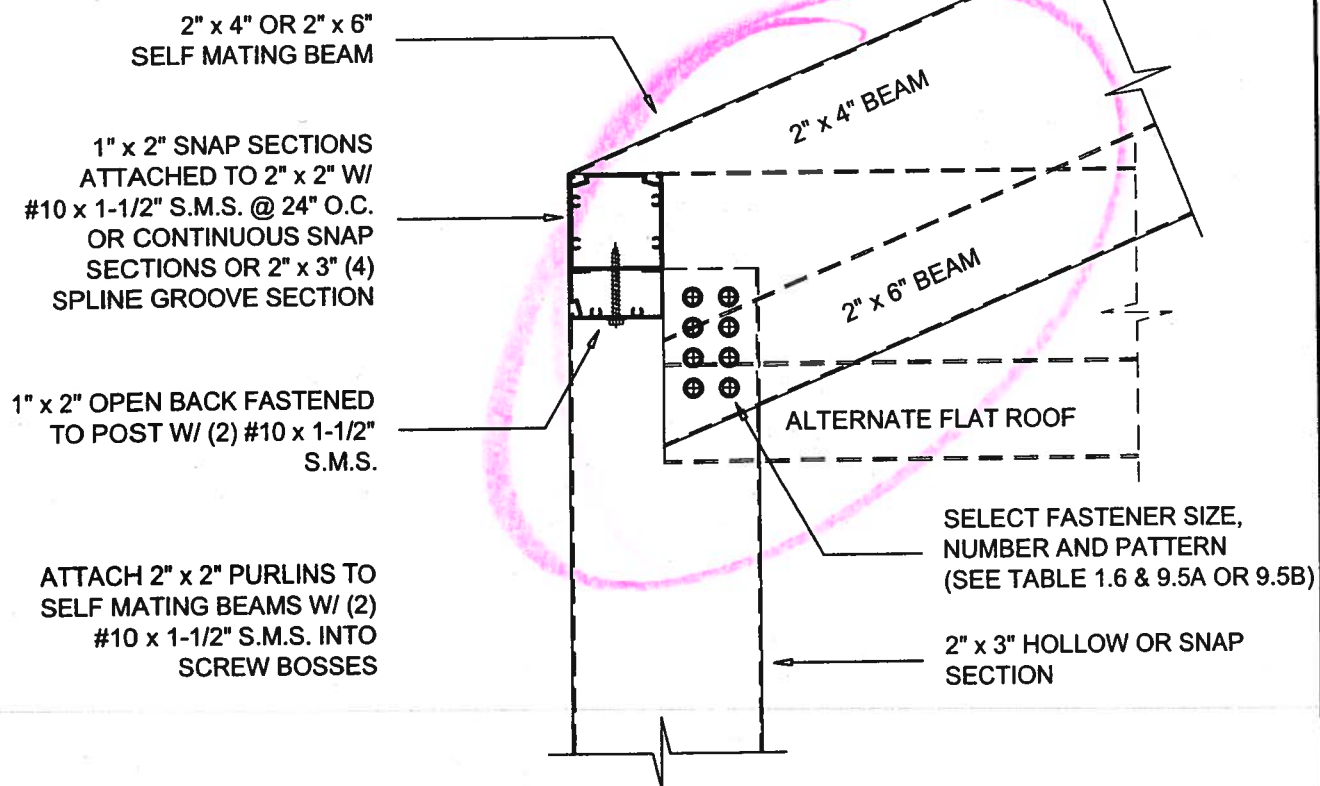 2" x 4" OR 2" x 6"
SELF MATING BEAM
1" x 2" SNAP SECTIONS
ATTACHED TO 2" x 2" W/
#10 x 1-1/2" S.M.S. @ 24" O.C.
OR CONTINUOUS SNAP
SECTIONS OR 2" x 3" (4)
SPLINE GROOVE SECTION
1" x 2" OPEN BACK FASTENED
TO POST W/ (2) #10 x 1-1/2"
S.M.S.
ATTACH 2" x 2" PURLINS TO
SELF MATING BEAMS W/ (2)
#10 x 1-1/2" S.M.S. INTO
SCREW BOSSES
2" x 4" BEAM
2" x 6" BEAM
ALTERNATE FLAT ROOF
SELECT FASTENER SIZE,
NUMBER AND PATTERN
(SEE TABLE 1.6 & 9.5A OR 9.5B)
2" x 3" HOLLOW OR SNAP
SECTION